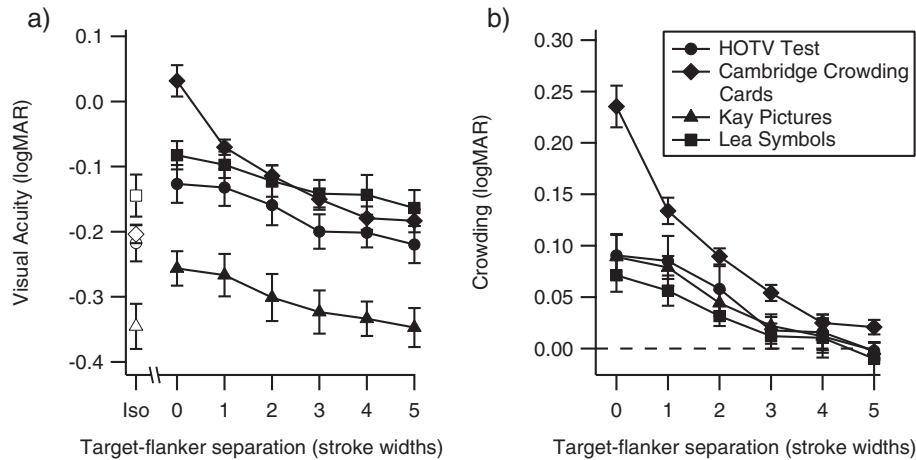 a)
b)
0.1
0.0
-0.1
-0.2
-0.3
-0.4
Visual Acuity (logMAR)
Iso
0
1
2
3
4
5
Target-flanker separation (stroke widths)
0.30
0.25
0.20
0.15
0.10
0.05
0.00
Crowding (logMAR)
HOTV Test
Cambridge Crowding
Cards
Kay Pictures
Lea Symbols
0
1
2
3
4
5
Target-flanker separation (stroke widths)